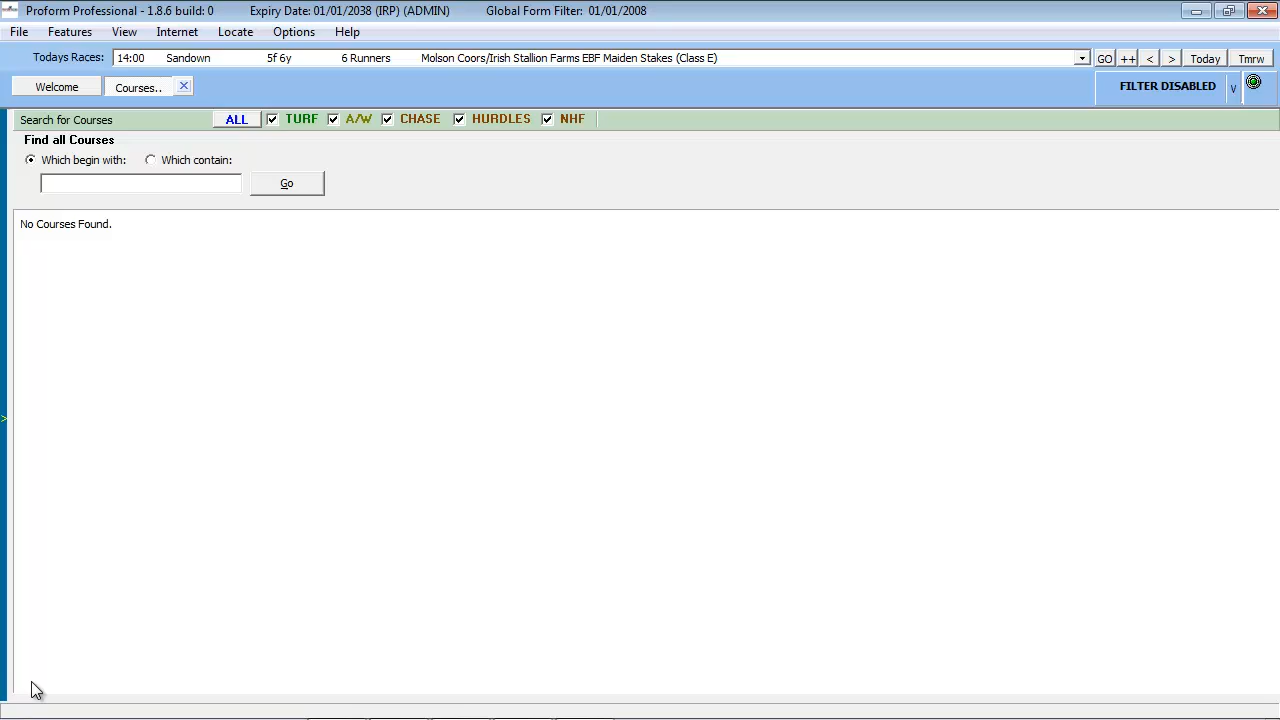 Proform Professional - 1.8.6 build: 0 Expiry Date: 01/01/2038 (IRP) (ADMIN) Global Form Filter: 01/01/2008
File Features View Internet Locate Options Help
Todays Races: 14:00 Sandown 5f 6y 6 Runners Molson Coors/Irish Stallion Farms EBF Maiden Stakes (Class E) GO ++ < > Today Tmrw
Welcome Courses.. FILTER DISABLED v
Search for Courses ALL TURF A/W CHASE HURDLES NHF
Find all Courses
Which begin with: Which contain:
Go
No Courses Found.
>